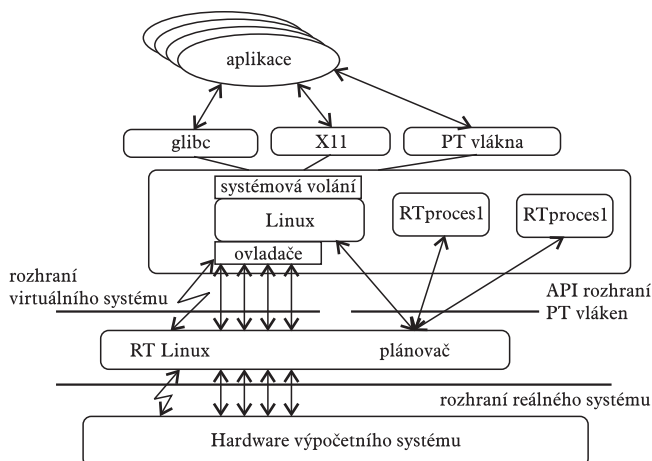 aplikace
glibc
X11
PT vlákna
systémová volání
Linux
RTproces1
RTproces1
ovladače
rozhraní
virtuálního systému
API rozhraní
PT vláken
RT Linux
plánovač
rozhraní reálného systému
Hardware výpočetního systému